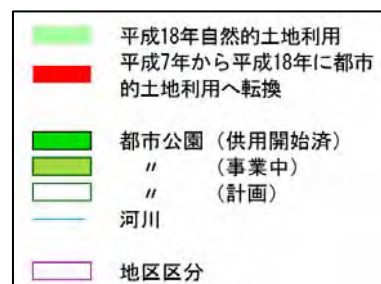 平成18年自然的土地利用
平成7年から平成18年に都市
的土地利用へ転換
都市公園（供用開始済）
〃（事業中）
〃（計画）
河川
地区区分